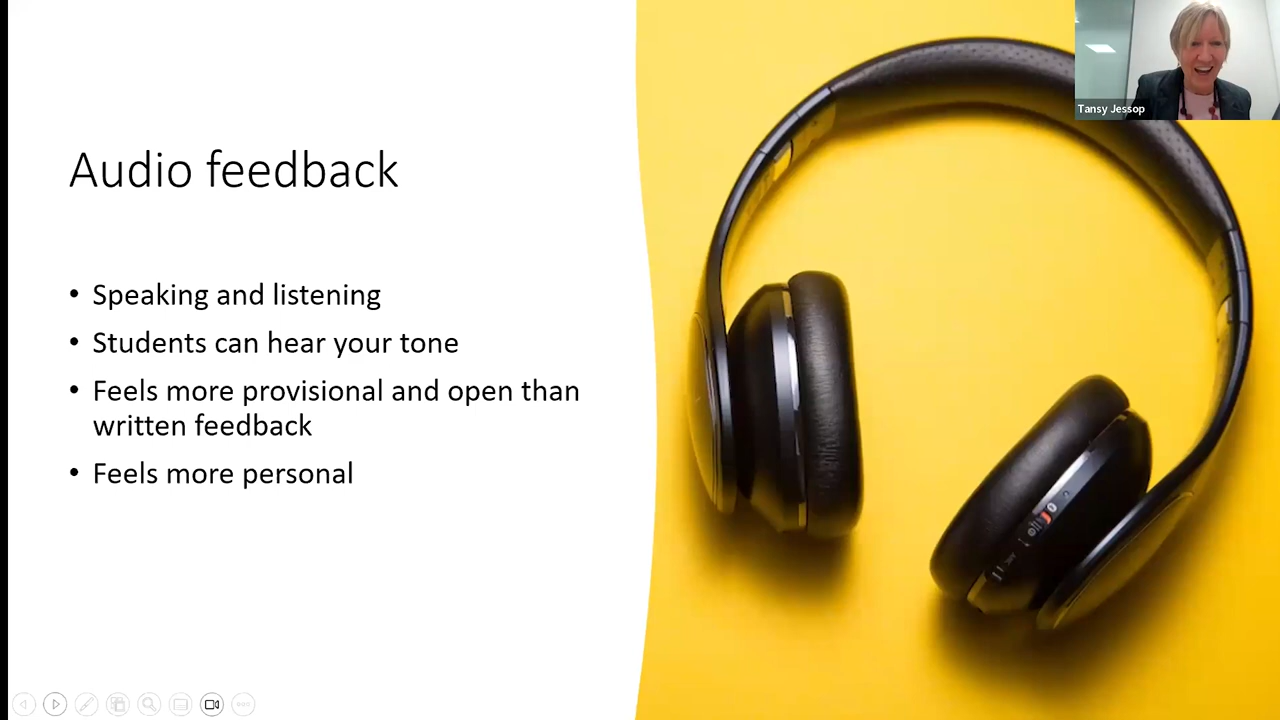 Audio feedback
• Speaking and listening
• Students can hear your tone
• Feels more provisional and open than
written feedback
• Feels more personal
Tansy Jessop